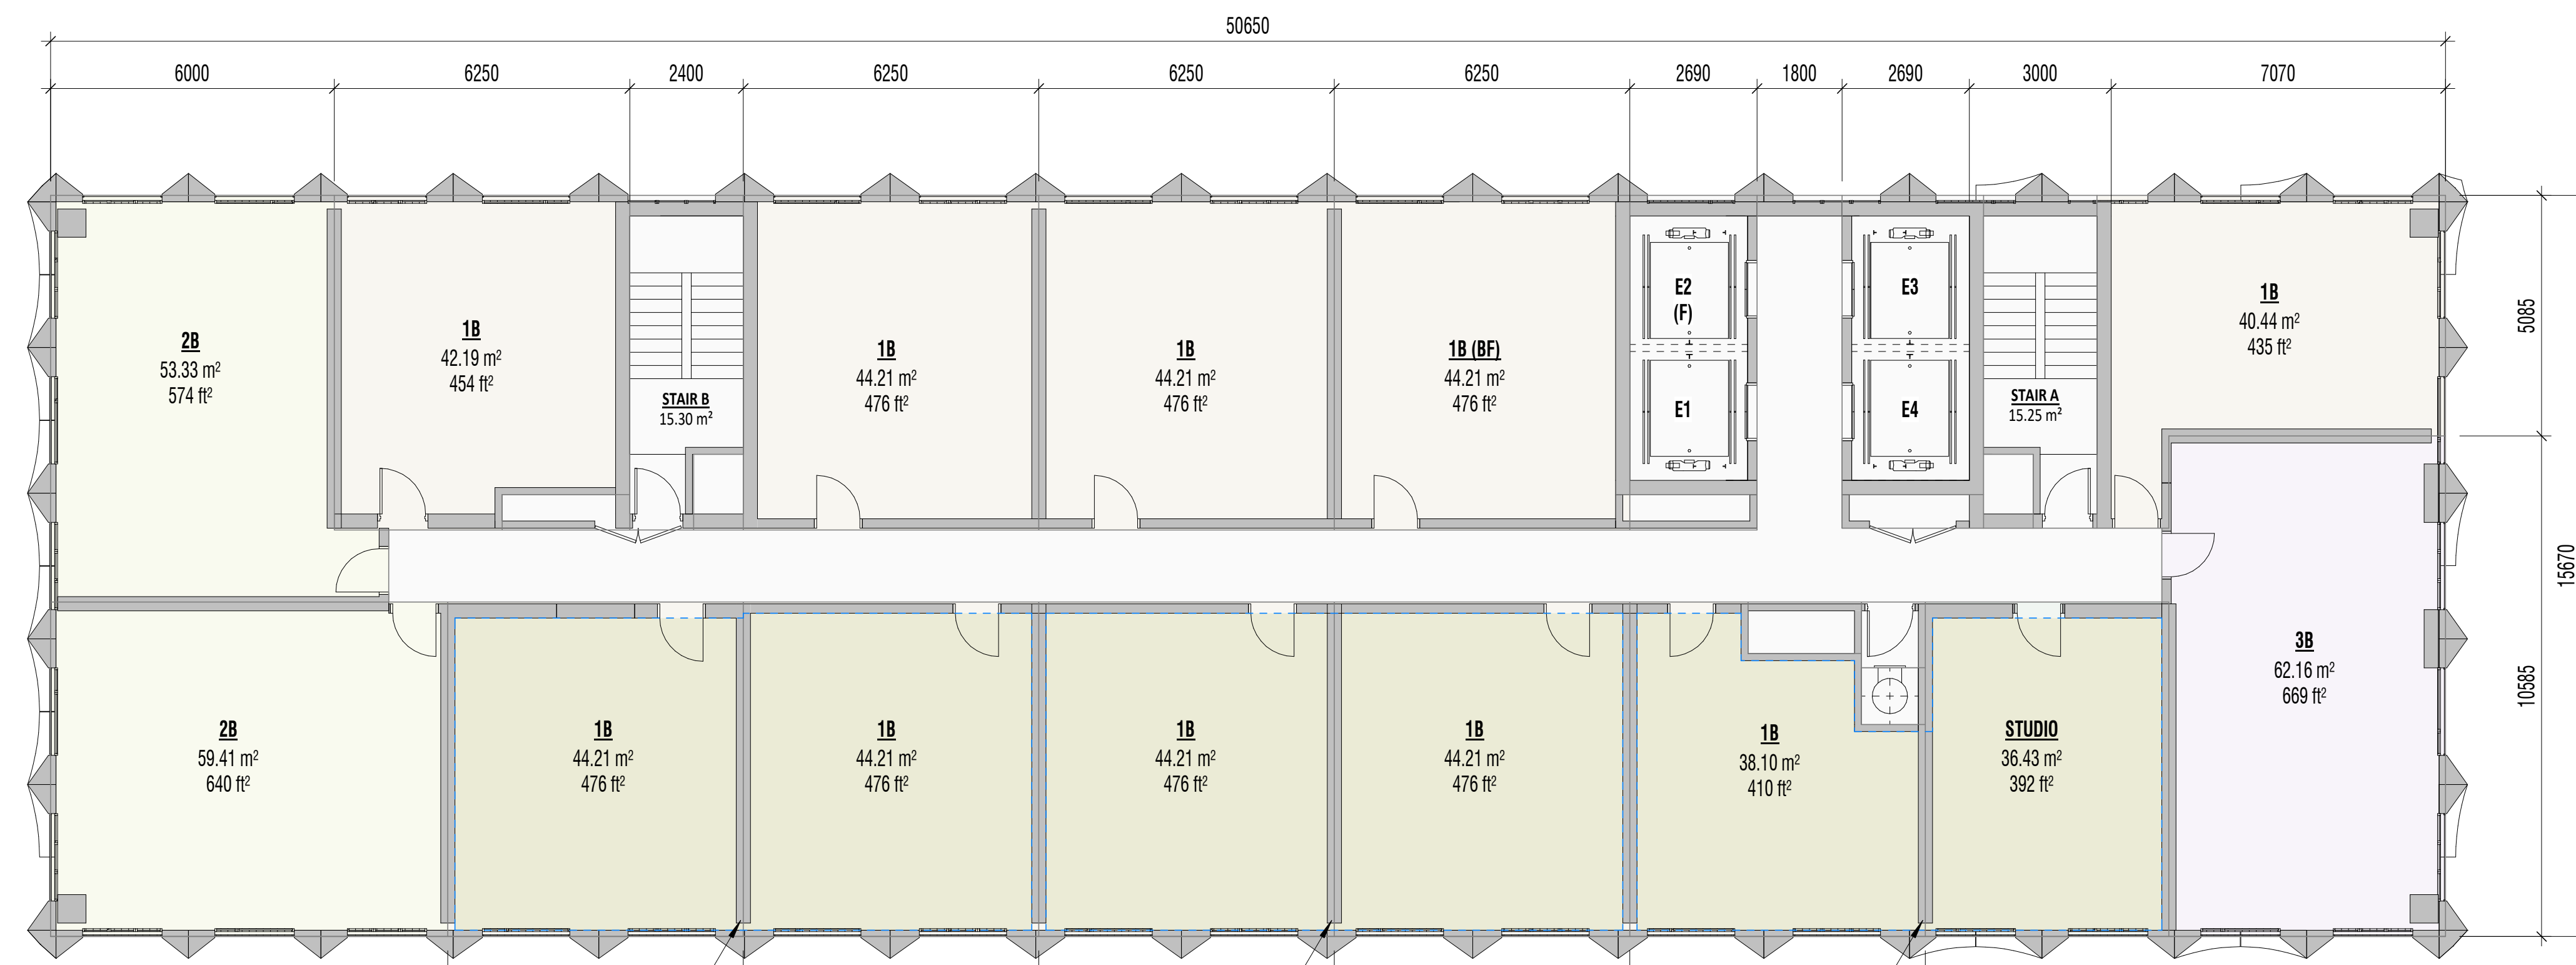 50650
6000 6250 2400 6250 6250 6250 2690 1800 2690 3000 7070
2B
53.33 m²
574 ft²
1B
42.19 m²
454 ft²
STAIR B
15.30 m²
1B
44.21 m²
476 ft²
1B
44.21 m²
476 ft²
1B (BF)
44.21 m²
476 ft²
E2
(F)
E1
E3
E4
STAIR A
15.25 m²
1B
40.44 m²
435 ft²
5085
15670
10585
2B
59.41 m²
640 ft²
1B
44.21 m²
476 ft²
1B
44.21 m²
476 ft²
1B
44.21 m²
476 ft²
1B
44.21 m²
476 ft²
1B
38.10 m²
410 ft²
STUDIO
36.43 m²
392 ft²
3B
62.16 m²
669 ft²